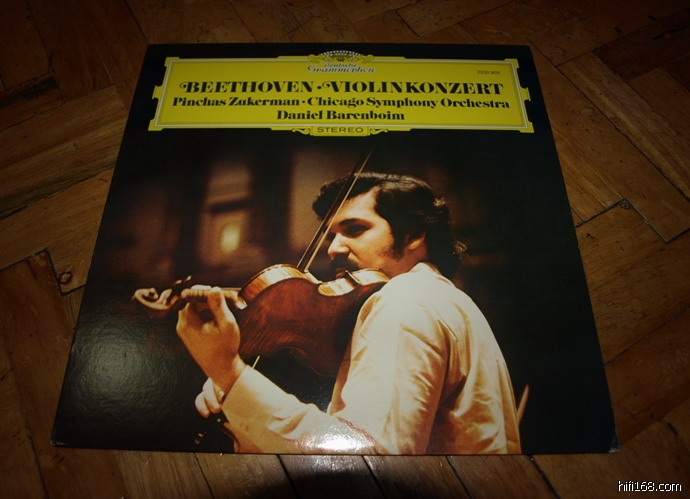 Deutsche
Grammophon
BEETHOVEN · VIOLINKONZERT
Pinchas Zukerman · Chicago Symphony Orchestra
Daniel Barenboim
STEREO
hifi168.com